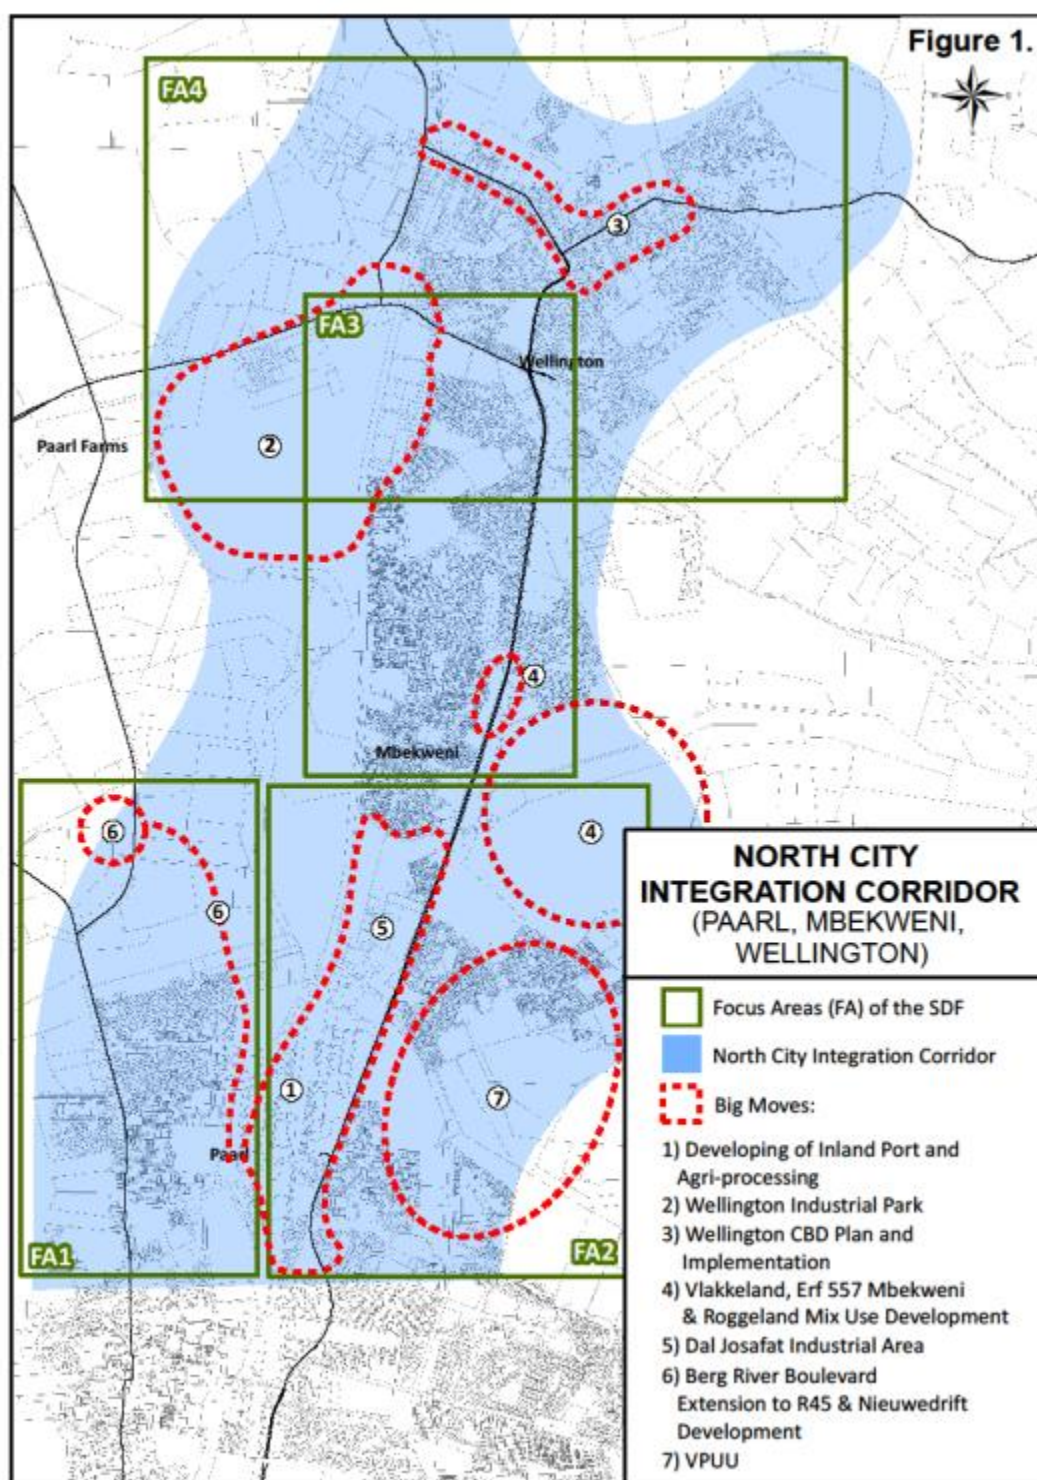 Figure 1.
FA4
3
FA3
Wellington
Paarl Farms
2
4
Mbekweni
6
4
6
5
1
7
Paarl
FA1
FA2
NORTH CITY
INTEGRATION CORRIDOR
(PAARL, MBEKWENI,
WELLINGTON)
Focus Areas (FA) of the SDF
North City Integration Corridor
Big Moves:
1) Developing of Inland Port and
Agri-processing
2) Wellington Industrial Park
3) Wellington CBD Plan and
Implementation
4) Vlakkeland, Erf 557 Mbekweni
& Roggeland Mix Use Development
5) Dal Josafat Industrial Area
6) Berg River Boulevard
Extension to R45 & Nieuwedrift
Development
7) VPUU